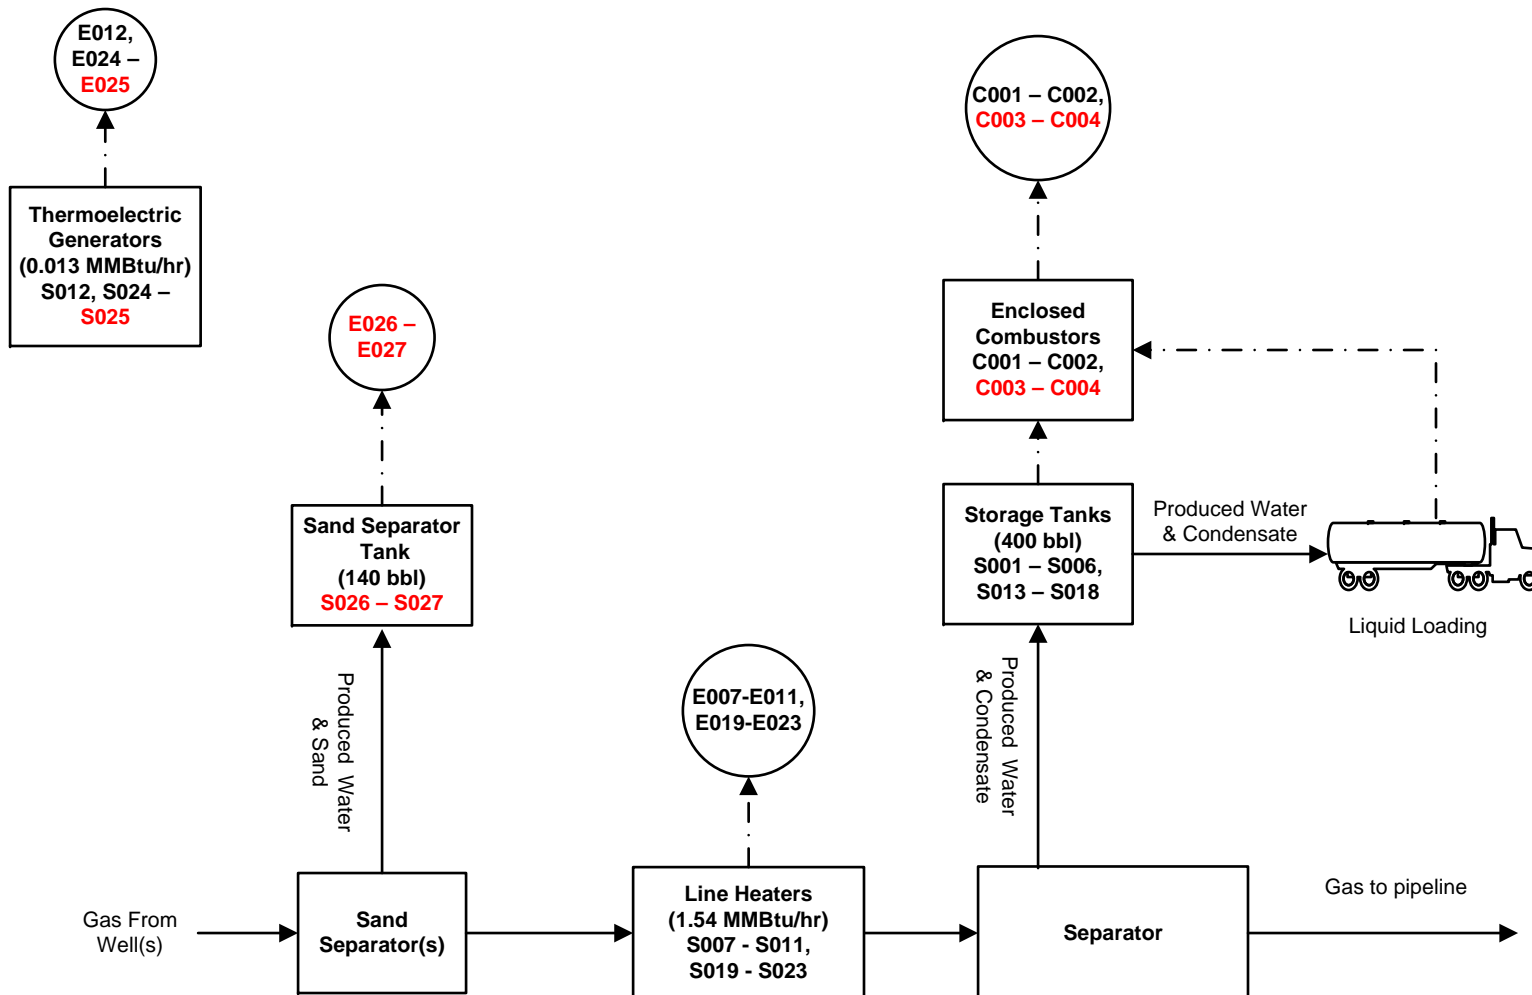 E012,
E024 –
E025
Thermoelectric
Generators
(0.013 MMBtu/hr)
S012, S024 –
S025
E026 –
E027
Sand Separator
Tank
(140 bbl)
S026 – S027
Produced Water
& Sand
Gas From
Well(s)
Sand
Separator(s)
E007-E011,
E019-E023
Line Heaters
(1.54 MMBtu/hr)
S007 - S011,
S019 - S023
C001 – C002,
C003 – C004
Enclosed
Combustors
C001 – C002,
C003 – C004
Storage Tanks
(400 bbl)
S001 – S006,
S013 – S018
Produced Water
& Condensate
Liquid Loading
Produced Water
& Condensate
Separator
Gas to pipeline